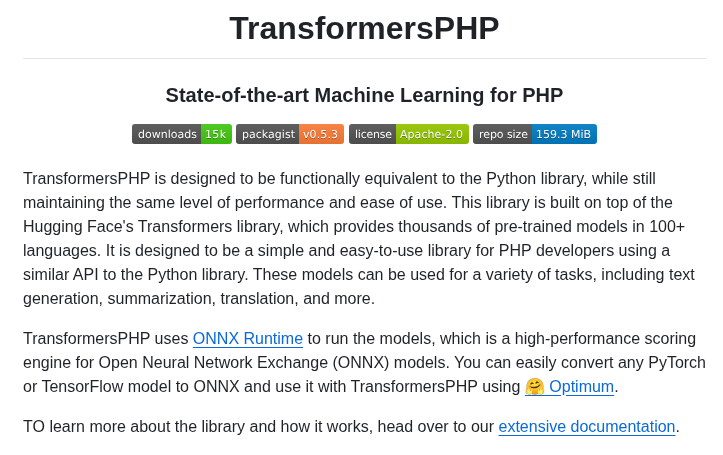 TransformersPHP
State-of-the-art Machine Learning for PHP
downloads 15k packagist v0.5.3 license Apache-2.0 repo size 159.3 MiB
TransformersPHP is designed to be functionally equivalent to the Python library, while still
maintaining the same level of performance and ease of use. This library is built on top of the
Hugging Face's Transformers library, which provides thousands of pre-trained models in 100+
languages. It is designed to be a simple and easy-to-use library for PHP developers using a
similar API to the Python library. These models can be used for a variety of tasks, including text
generation, summarization, translation, and more.
TransformersPHP uses ONNX Runtime to run the models, which is a high-performance scoring
engine for Open Neural Network Exchange (ONNX) models. You can easily convert any PyTorch
or TensorFlow model to ONNX and use it with TransformersPHP using 🤗 Optimum.
TO learn more about the library and how it works, head over to our extensive documentation.